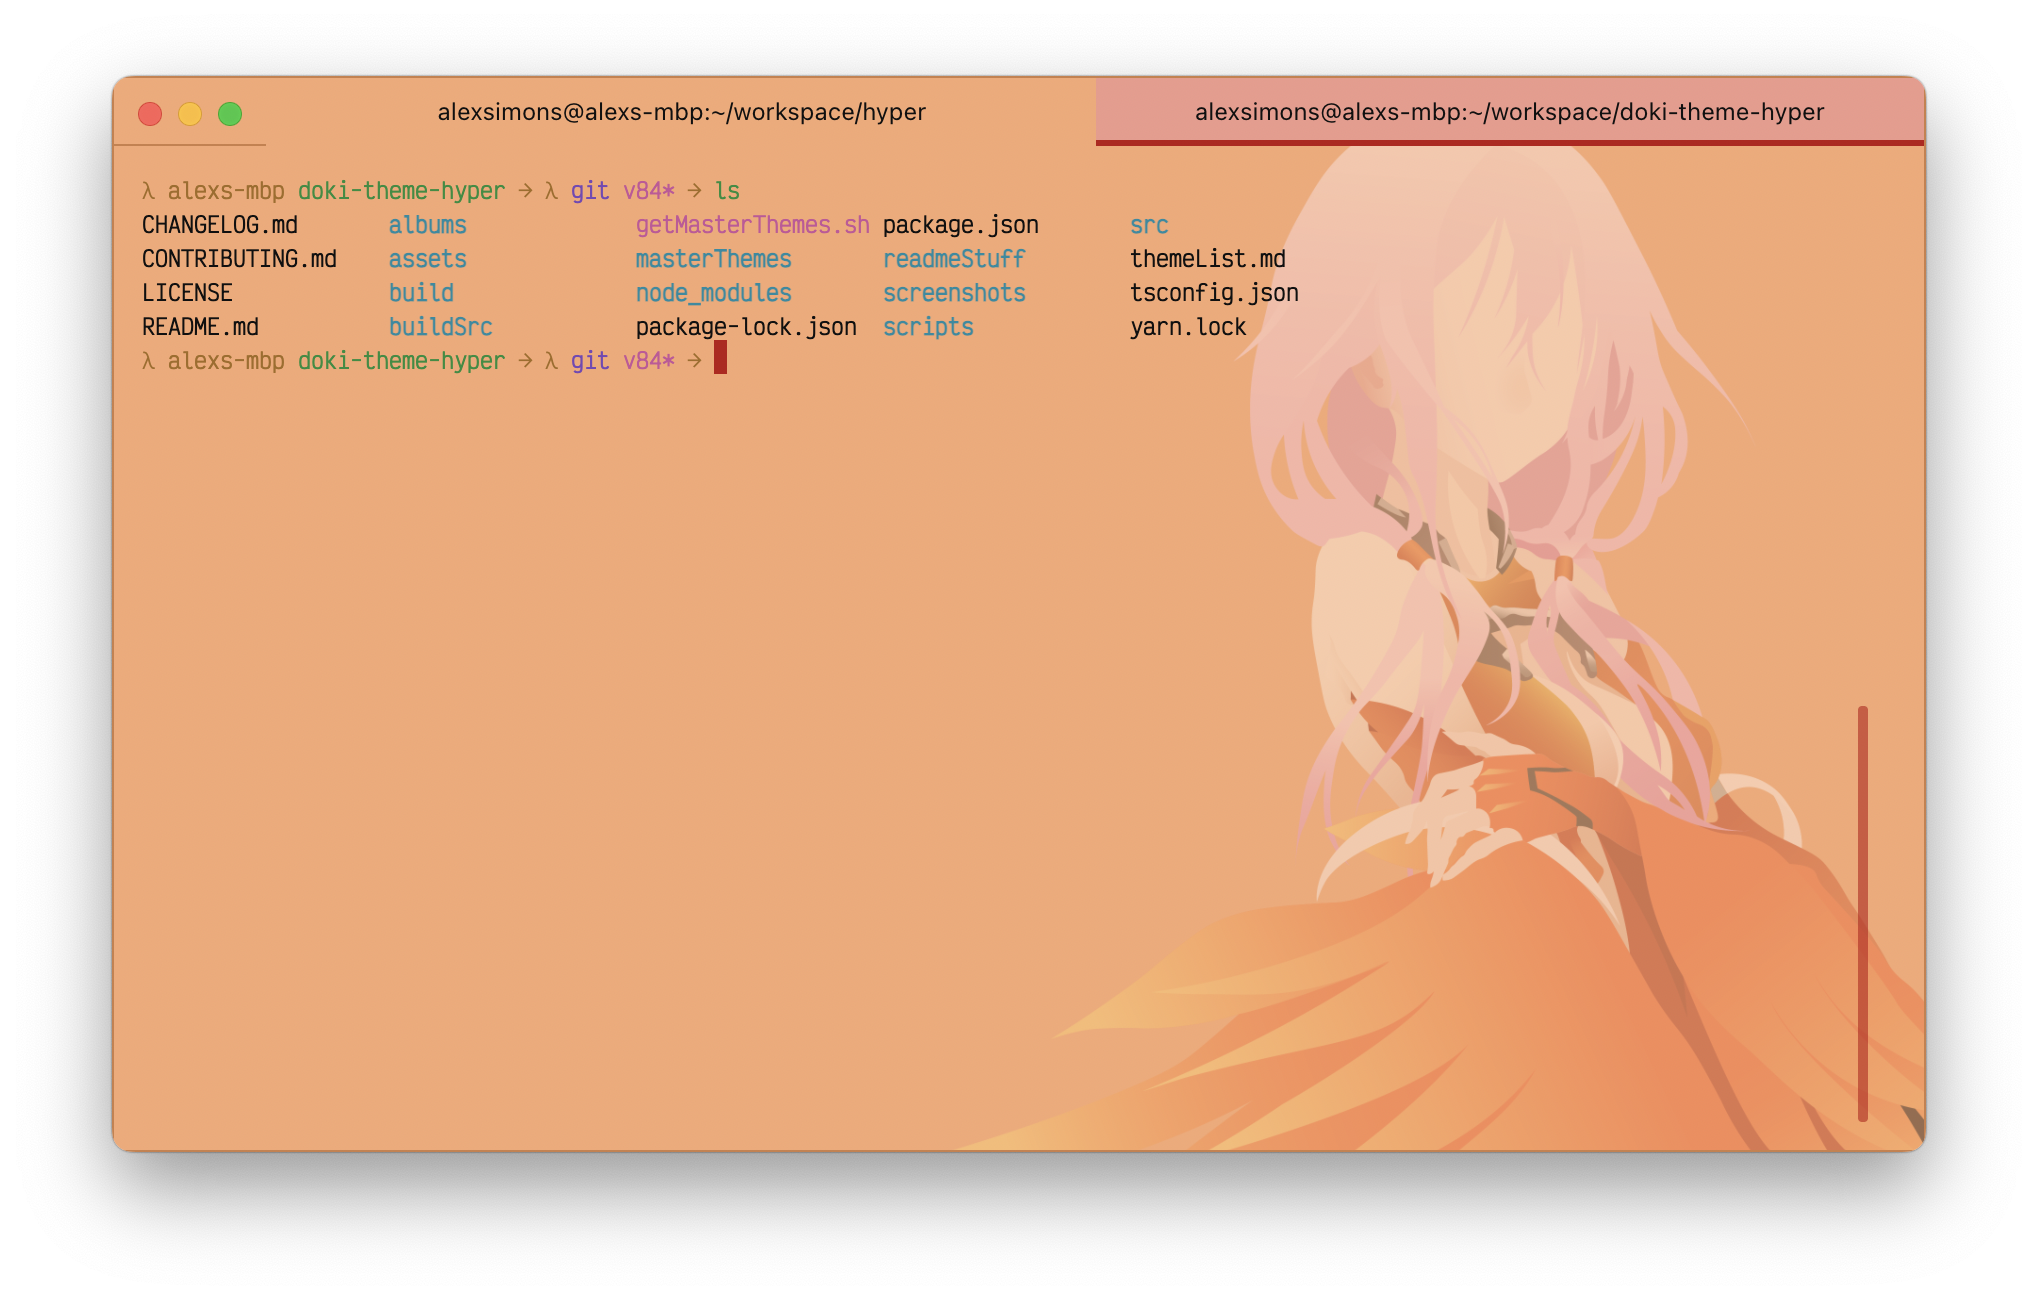 alexsimons@alexs-mbp:~/workspace/hyper alexsimons@alexs-mbp:~/workspace/doki-theme-hyper
λ alexs-mbp doki-theme-hyper → λ git v84* → ls
CHANGELOG.md albums getMasterThemes.sh package.json src
CONTRIBUTING.md assets masterThemes readmeStuff themeList.md
LICENSE build node_modules screenshots tsconfig.json
README.md buildSrc package-lock.json scripts yarn.lock
λ alexs-mbp doki-theme-hyper → λ git v84* →